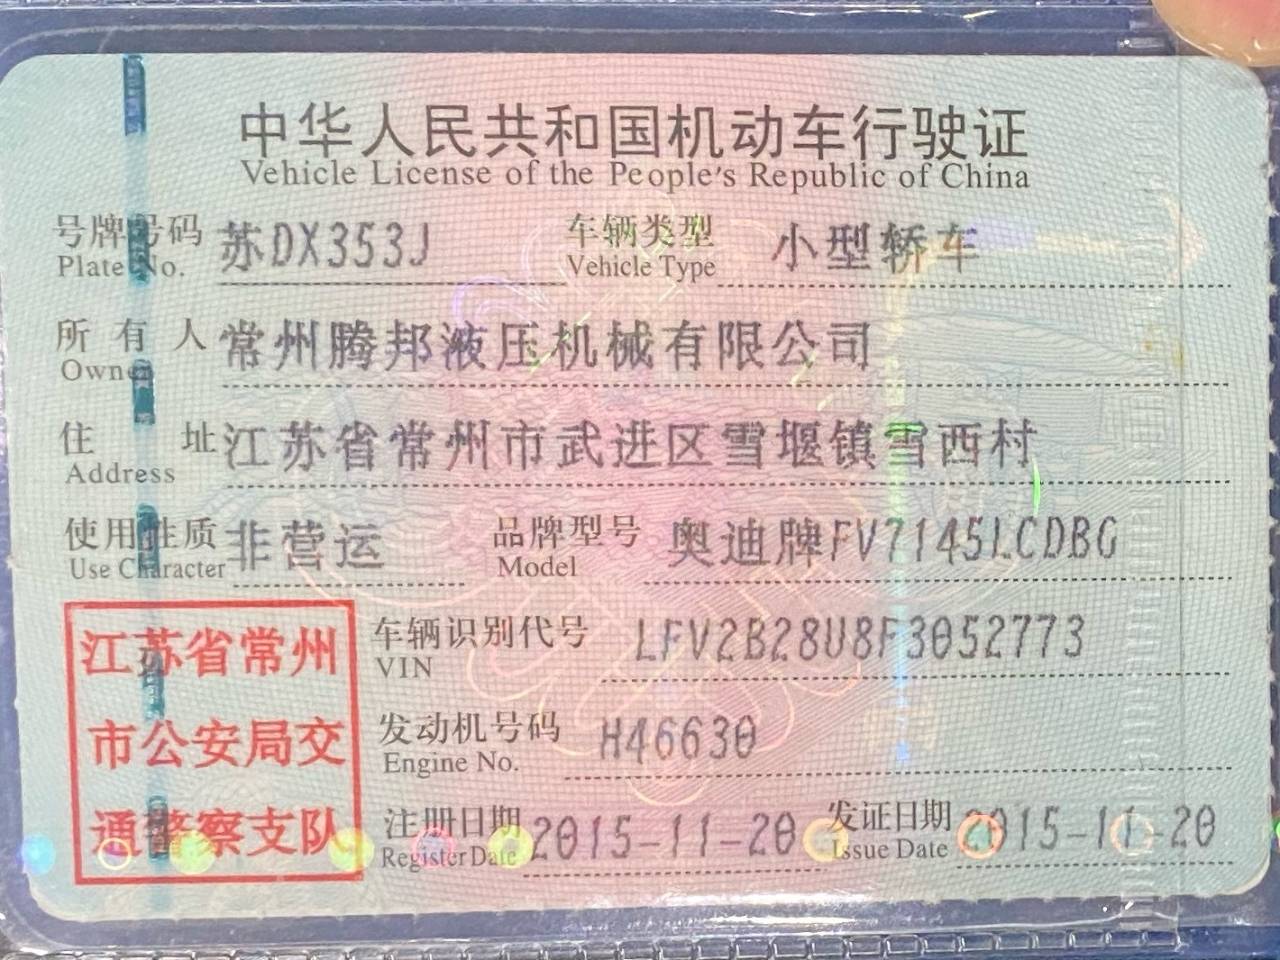 中华人民共和国机动车行驶证
Vehicle License of the People's Republic of China
号牌号码 苏DX353J 车辆类型 小型轿车
Plate No. Vehicle Type
所有人 常州腾邦液压机械有限公司
Owner
住址 江苏省常州市武进区雪堰镇雪西村
Address
使用性质 非营运 品牌型号 奥迪牌FV7145LCDBG
Use Character Model
江苏省常州
市公安局交
通警察支队
车辆识别代号 LFV2B28U8F3052773
VIN
发动机号码 H46630
Engine No.
注册日期 2015-11-20 发证日期 2015-11-20
Register Date Issue Date